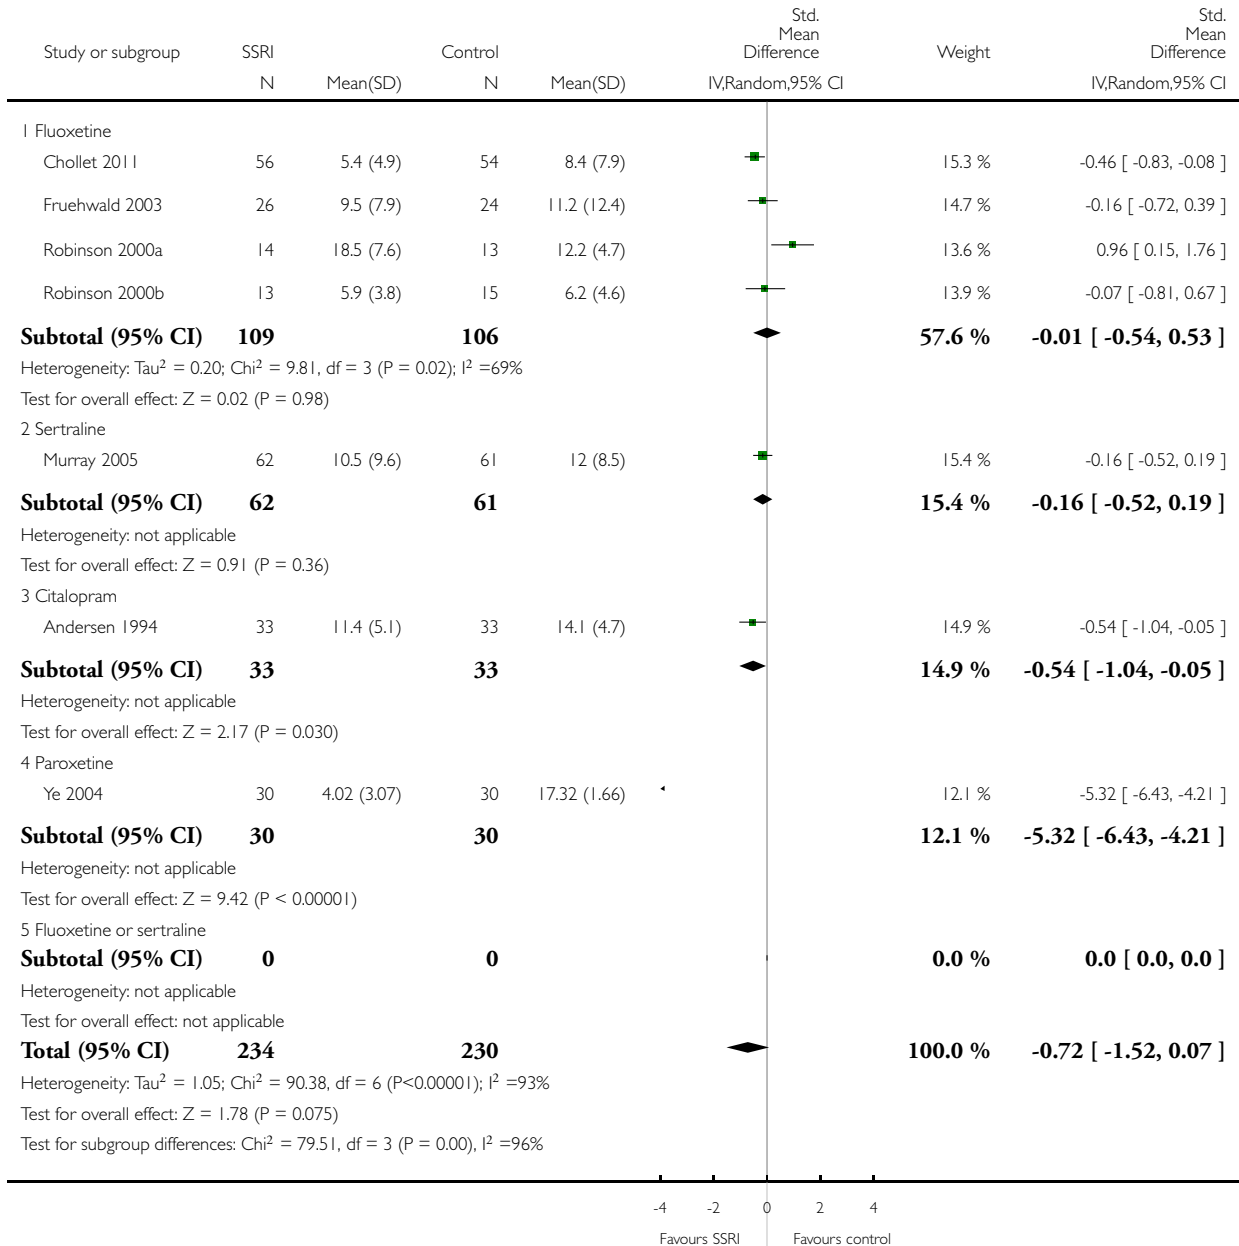 Std. Mean Difference Std. Mean Difference
Study or subgroup SSRI Control Weight
N Mean(SD) N Mean(SD) IV,Random,95% CI IV,Random,95% CI
1 Fluoxetine
Chollet 2011 56 5.4 (4.9) 54 8.4 (7.9) 15.3 % -0.46 [ -0.83, -0.08 ]
Fruehwald 2003 26 9.5 (7.9) 24 11.2 (12.4) 14.7 % -0.16 [ -0.72, 0.39 ]
Robinson 2000a 14 18.5 (7.6) 13 12.2 (4.7) 13.6 % 0.96 [ 0.15, 1.76 ]
Robinson 2000b 13 5.9 (3.8) 15 6.2 (4.6) 13.9 % -0.07 [ -0.81, 0.67 ]
Subtotal (95% CI) 109 106 57.6 % -0.01 [ -0.54, 0.53 ]
Heterogeneity: Tau² = 0.20; Chi² = 9.81, df = 3 (P = 0.02); I² =69%
Test for overall effect: Z = 0.02 (P = 0.98)
2 Sertraline
Murray 2005 62 10.5 (9.6) 61 12 (8.5) 15.4 % -0.16 [ -0.52, 0.19 ]
Subtotal (95% CI) 62 61 15.4 % -0.16 [ -0.52, 0.19 ]
Heterogeneity: not applicable
Test for overall effect: Z = 0.91 (P = 0.36)
3 Citalopram
Andersen 1994 33 11.4 (5.1) 33 14.1 (4.7) 14.9 % -0.54 [ -1.04, -0.05 ]
Subtotal (95% CI) 33 33 14.9 % -0.54 [ -1.04, -0.05 ]
Heterogeneity: not applicable
Test for overall effect: Z = 2.17 (P = 0.030)
4 Paroxetine
Ye 2004 30 4.02 (3.07) 30 17.32 (1.66) 12.1 % -5.32 [ -6.43, -4.21 ]
Subtotal (95% CI) 30 30 12.1 % -5.32 [ -6.43, -4.21 ]
Heterogeneity: not applicable
Test for overall effect: Z = 9.42 (P < 0.00001)
5 Fluoxetine or sertraline
Subtotal (95% CI) 0 0 0.0 % 0.0 [ 0.0, 0.0 ]
Heterogeneity: not applicable
Test for overall effect: not applicable
Total (95% CI) 234 230 100.0 % -0.72 [ -1.52, 0.07 ]
Heterogeneity: Tau² = 1.05; Chi² = 90.38, df = 6 (P<0.00001); I² =93%
Test for overall effect: Z = 1.78 (P = 0.075)
Test for subgroup differences: Chi² = 79.51, df = 3 (P = 0.00), I² =96%
-4 -2 0 2 4
Favours SSRI Favours control